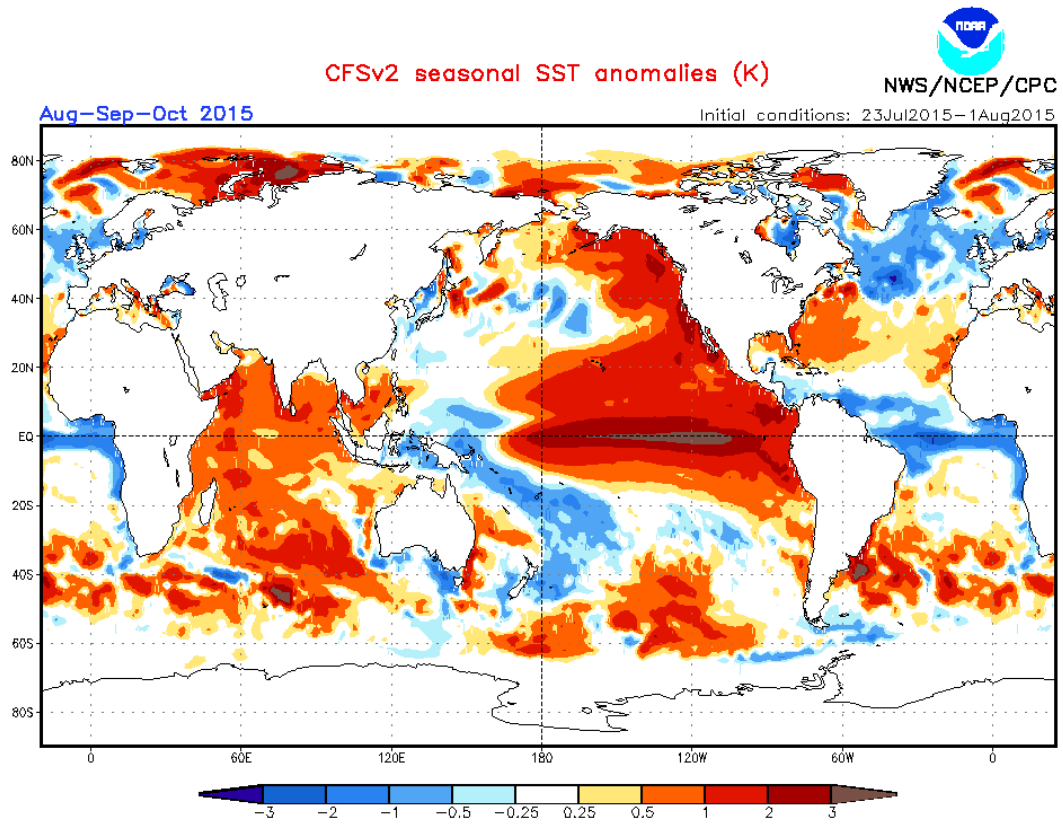 NOAA
CFSv2 seasonal SST anomalies (K)
NWS/NCEP/CPC
Aug-Sep-Oct 2015
Initial conditions: 23Jul2015-1Aug2015
80N
60N
40N
20N
EQ
20S
40S
60S
80S
0 60E 120E 180 120W 60W 0
-3 -2 -1 -0.5 -0.25 0.25 0.5 1 2 3